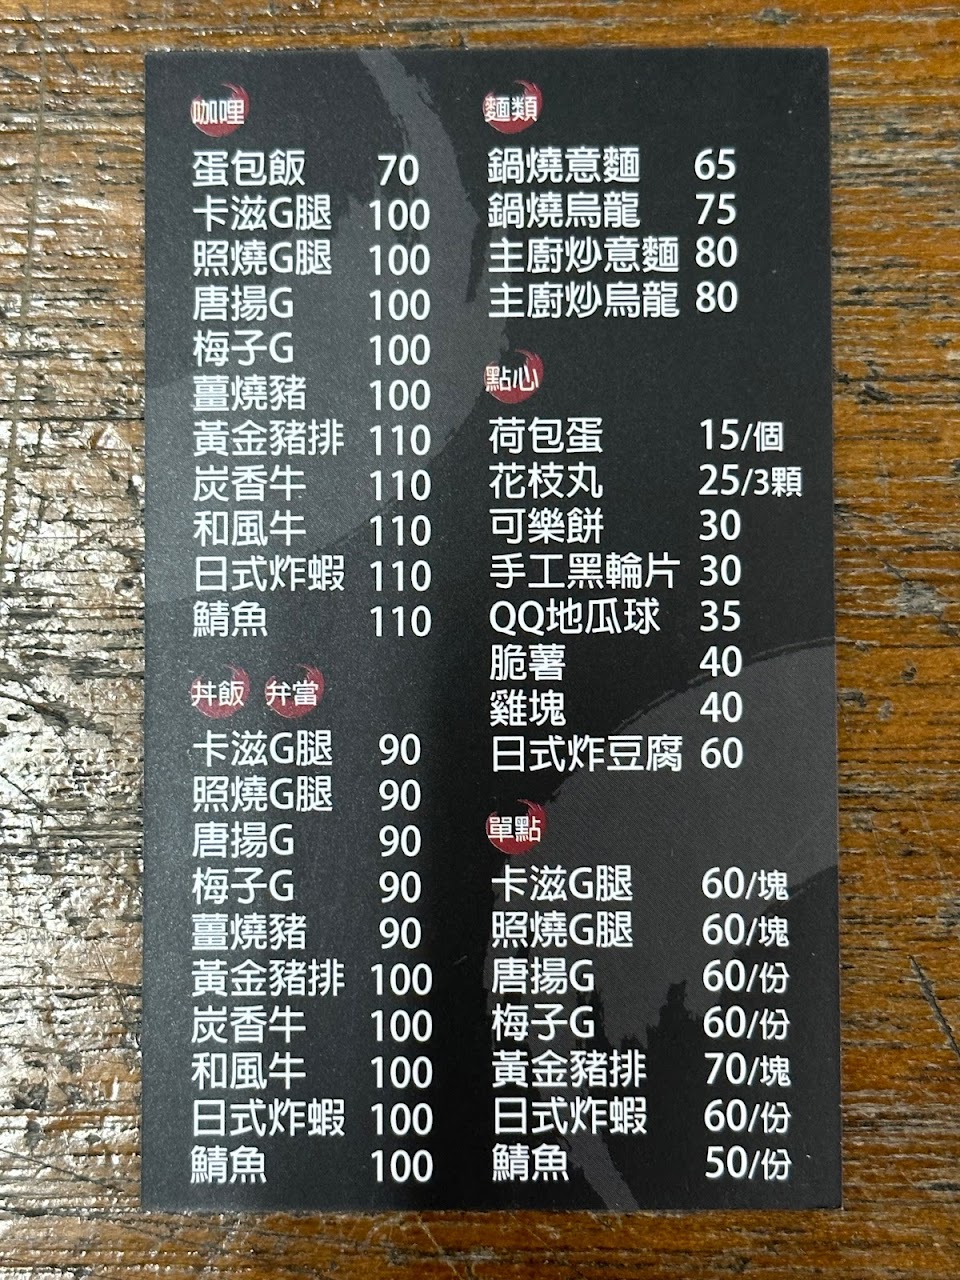 咖哩
蛋包飯 70
卡滋G腿 100
照燒G腿 100
唐揚G 100
梅子G 100
薑燒豬 100
黃金豬排 110
炭香牛 110
和風牛 110
日式炸蝦 110
鯖魚 110
丼飯 弁當
卡滋G腿 90
照燒G腿 90
唐揚G 90
梅子G 90
薑燒豬 90
黃金豬排 100
炭香牛 100
和風牛 100
日式炸蝦 100
鯖魚 100
麵類
鍋燒意麵 65
鍋燒烏龍 75
主廚炒意麵 80
主廚炒烏龍 80
點心
荷包蛋 15/個
花枝丸 25/3顆
可樂餅 30
手工黑輪片 30
QQ地瓜球 35
脆薯 40
雞塊 40
日式炸豆腐 60
單點
卡滋G腿 60/塊
照燒G腿 60/塊
唐揚G 60/份
梅子G 60/份
黃金豬排 70/塊
日式炸蝦 60/份
鯖魚 50/份